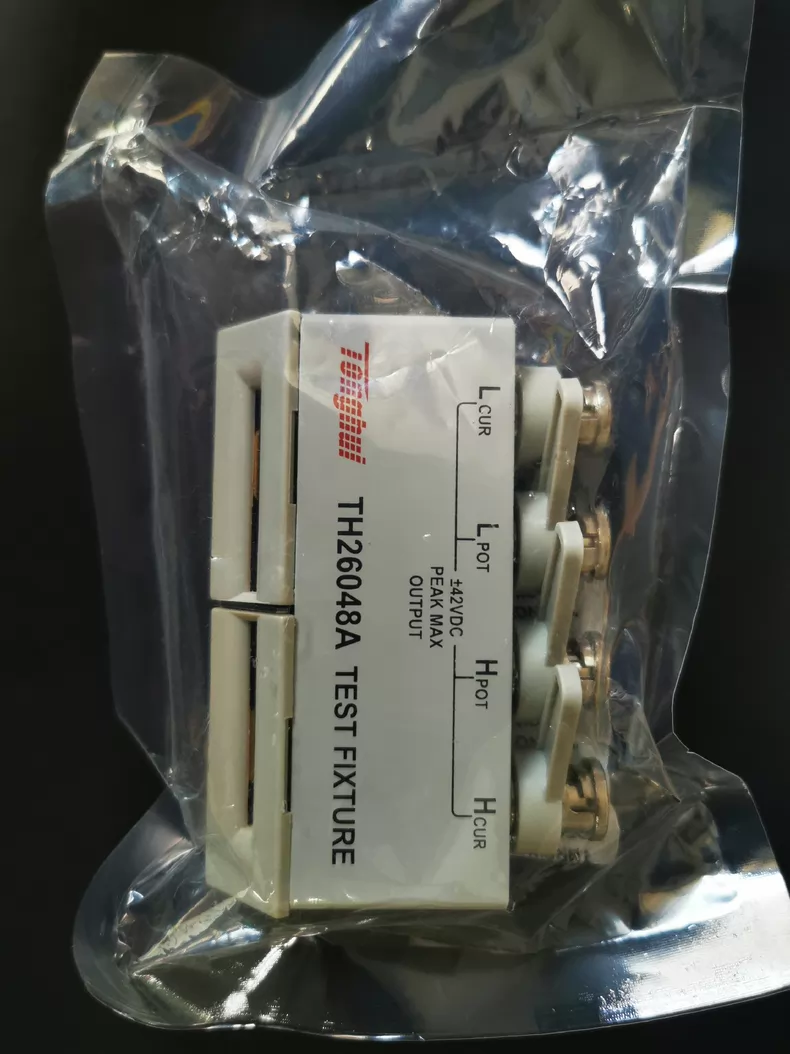 Tonghui
TH26048A TEST FIXTURE
±42VDC
PEAK MAX
OUTPUT
LCUR
LPOT
HPOT
HCUR